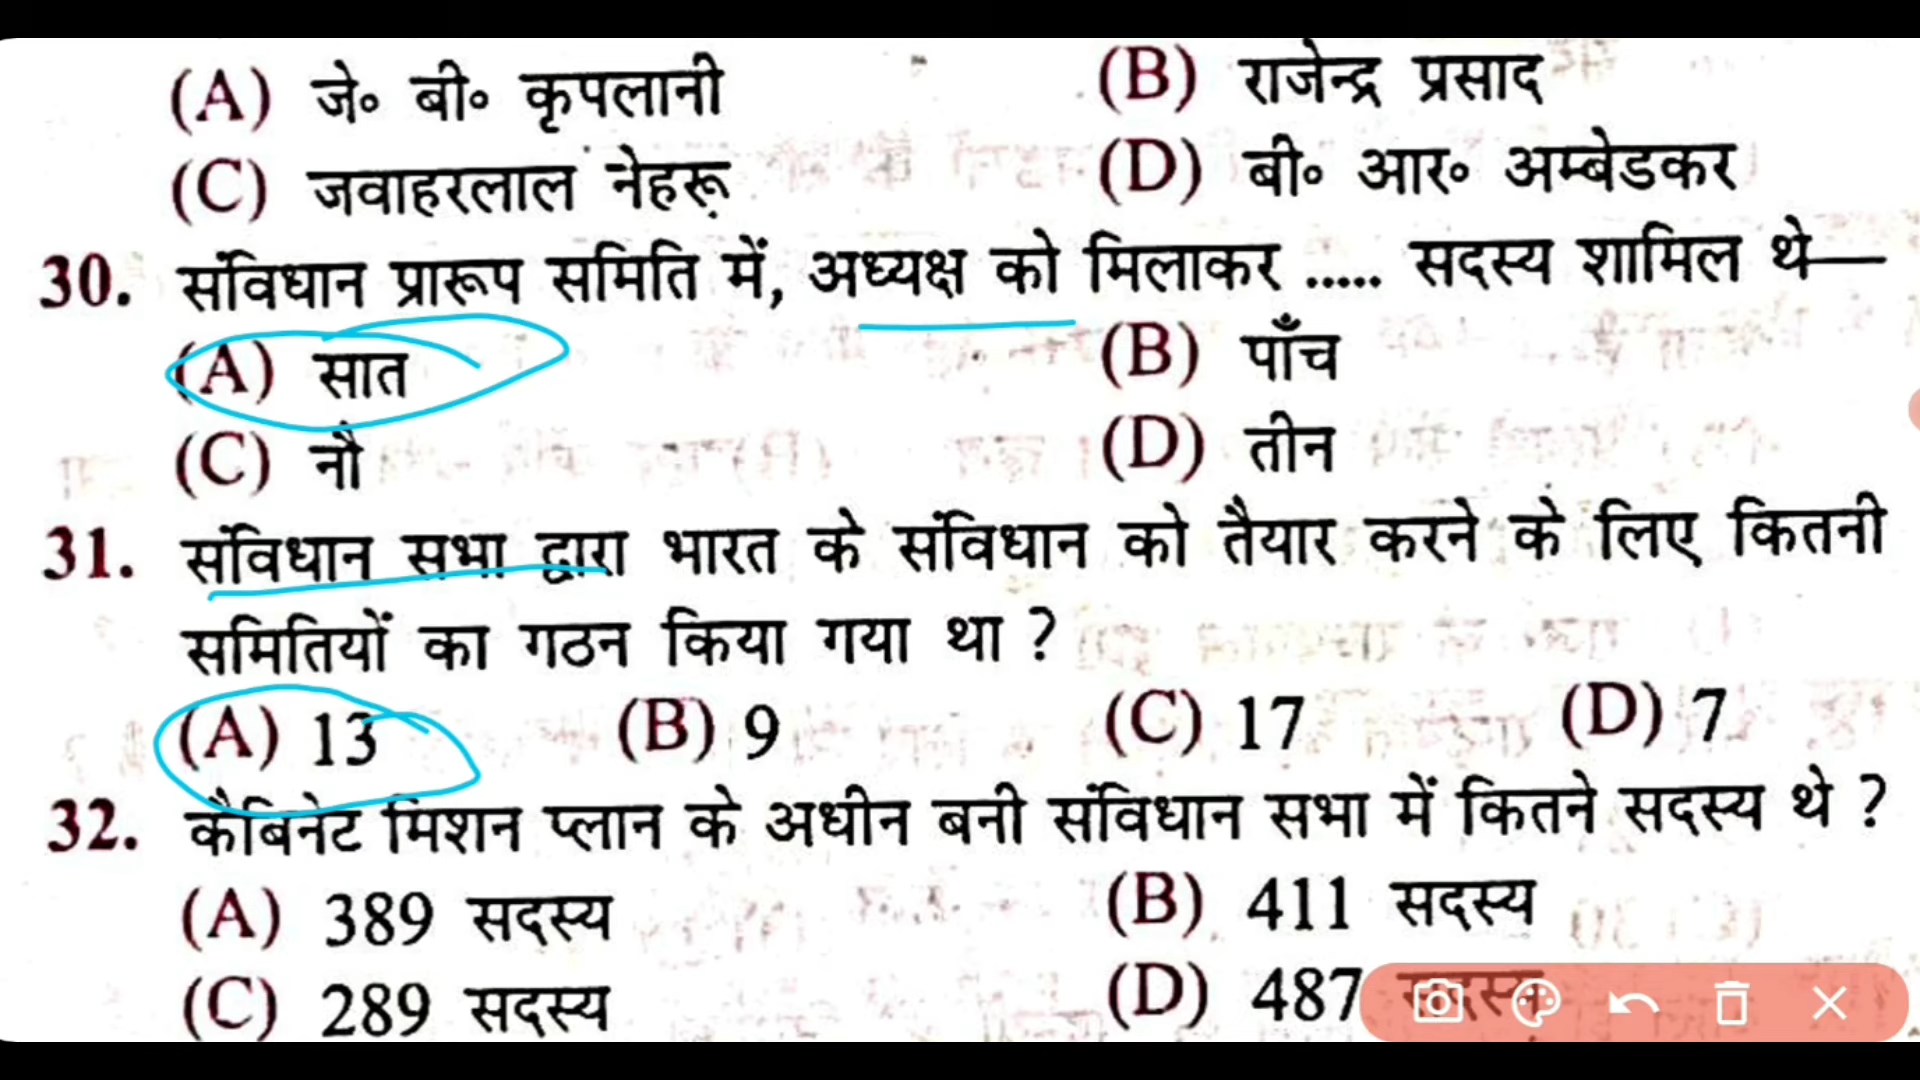 (A) जे॰ बी॰ कृपलानी (B) राजेन्द्र प्रसाद
(C) जवाहरलाल नेहरू (D) बी॰ आर॰ अम्बेडकर
30. संविधान प्रारूप समिति में, अध्यक्ष को मिलाकर ..... सदस्य शामिल थे—
(A) सात (B) पाँच
(C) नौ (D) तीन
31. संविधान सभा द्वारा भारत के संविधान को तैयार करने के लिए कितनी
समितियों का गठन किया गया था ?
(A) 13 (B) 9 (C) 17 (D) 7
32. कैबिनेट मिशन प्लान के अधीन बनी संविधान सभा में कितने सदस्य थे ?
(A) 389 सदस्य (B) 411 सदस्य
(C) 289 सदस्य (D) 487